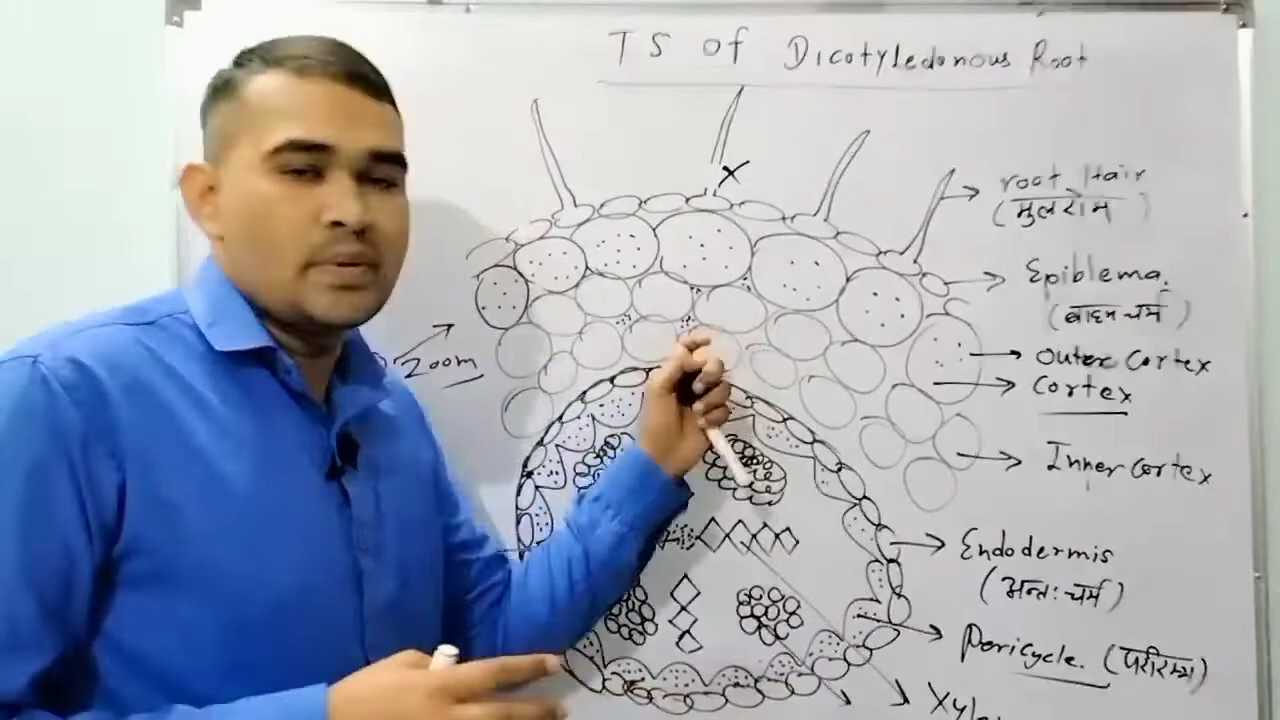 TS of Dicotyledonous Root
X
root Hair
(मुलरोम)
Epiblema
(बाह्य चर्म)
Zoom
Outer Cortex
Cortex
Inner Cortex
Endodermis
(अन्तः चर्म)
Pericycle (परीरम्भ)